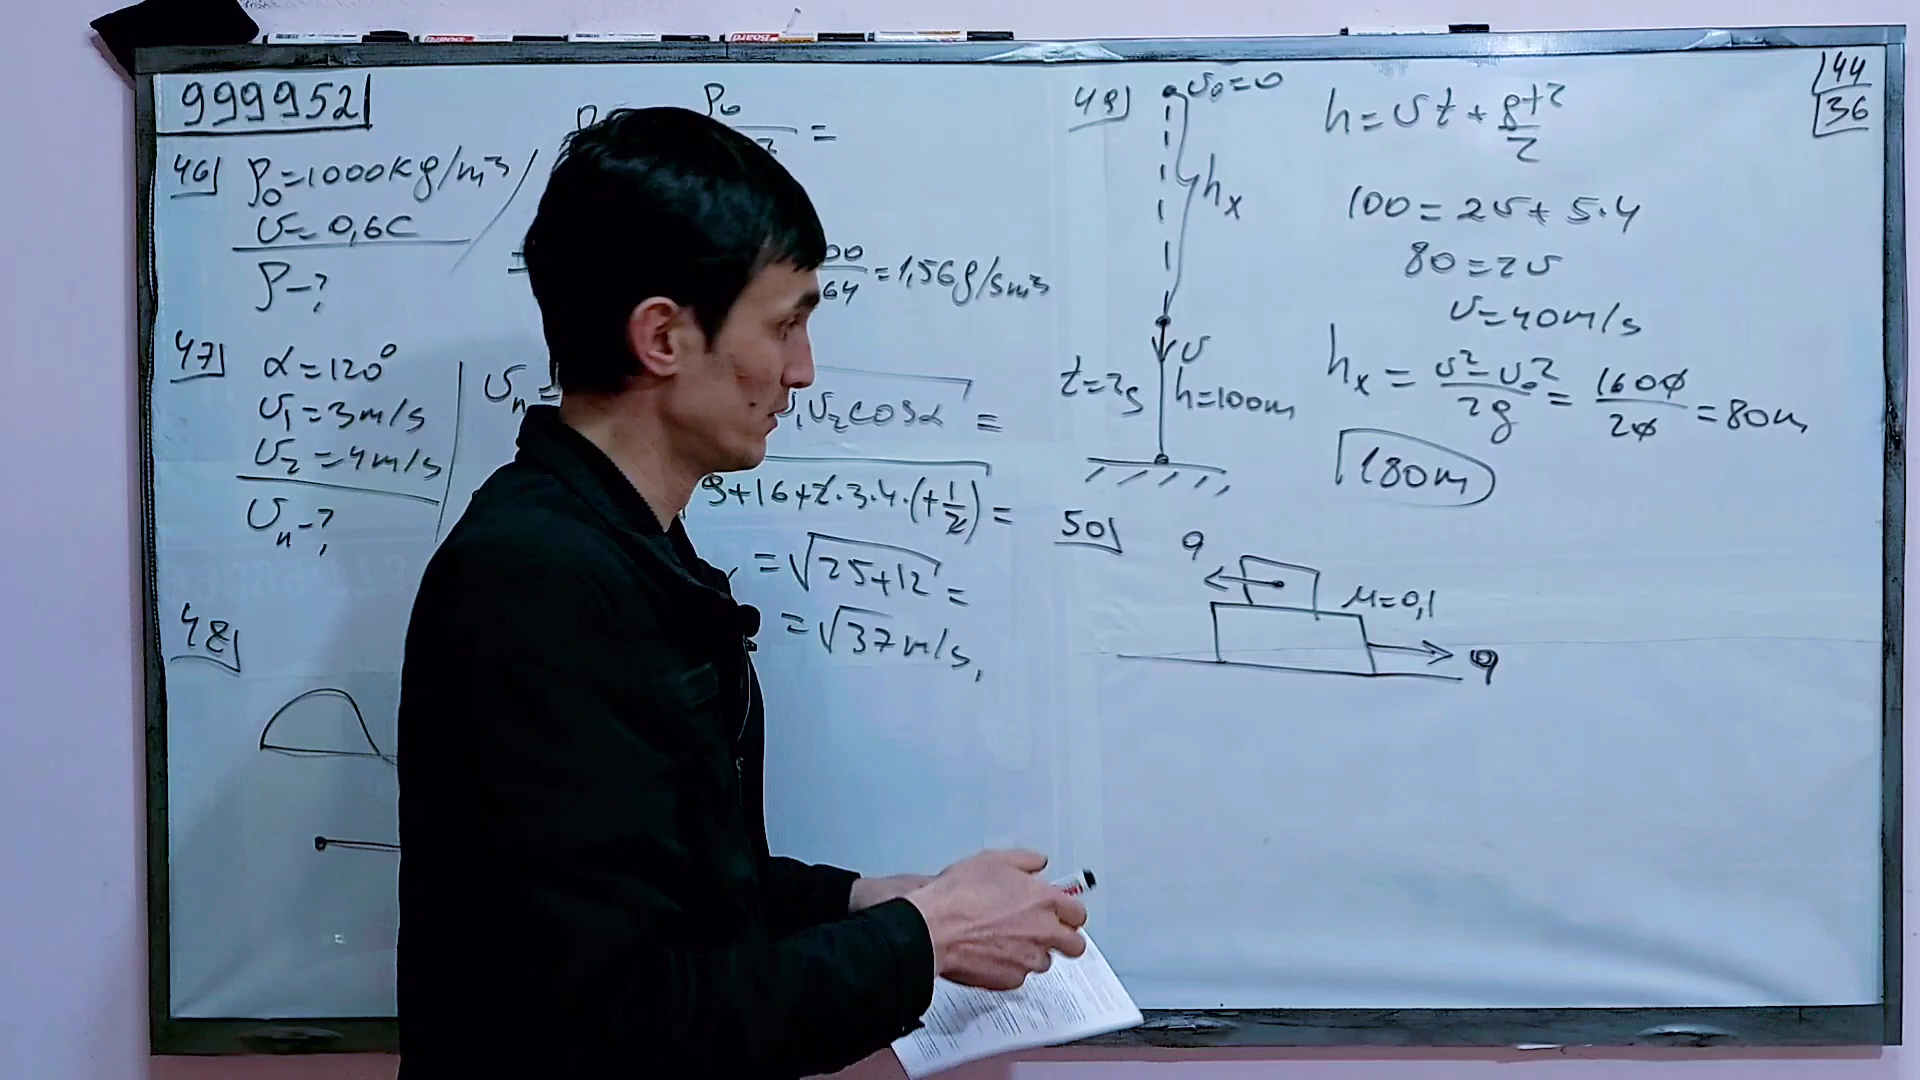 999952
44
36
46) ρ₀=1000kg/m³
υ=0,6c
ρ-?
ρ₀
=
=1,56g/sm³
47) α=120°
υ₁=3m/s
υ₂=4m/s
υₙ-?
υₙ=
υ₂cosα =
9+16+2·3·4·(+1/2) =
=√25+12 =
=√37m/s,
48)
49) υ₀=0
hₓ
υ
t=2s
h=100m
h=υt+gt²/2
100=2υ+5·4
80=2υ
υ=40m/s
hₓ=υ²-υ₀²/2g=1600/20=80m
180m
50) a
μ=0,1
a